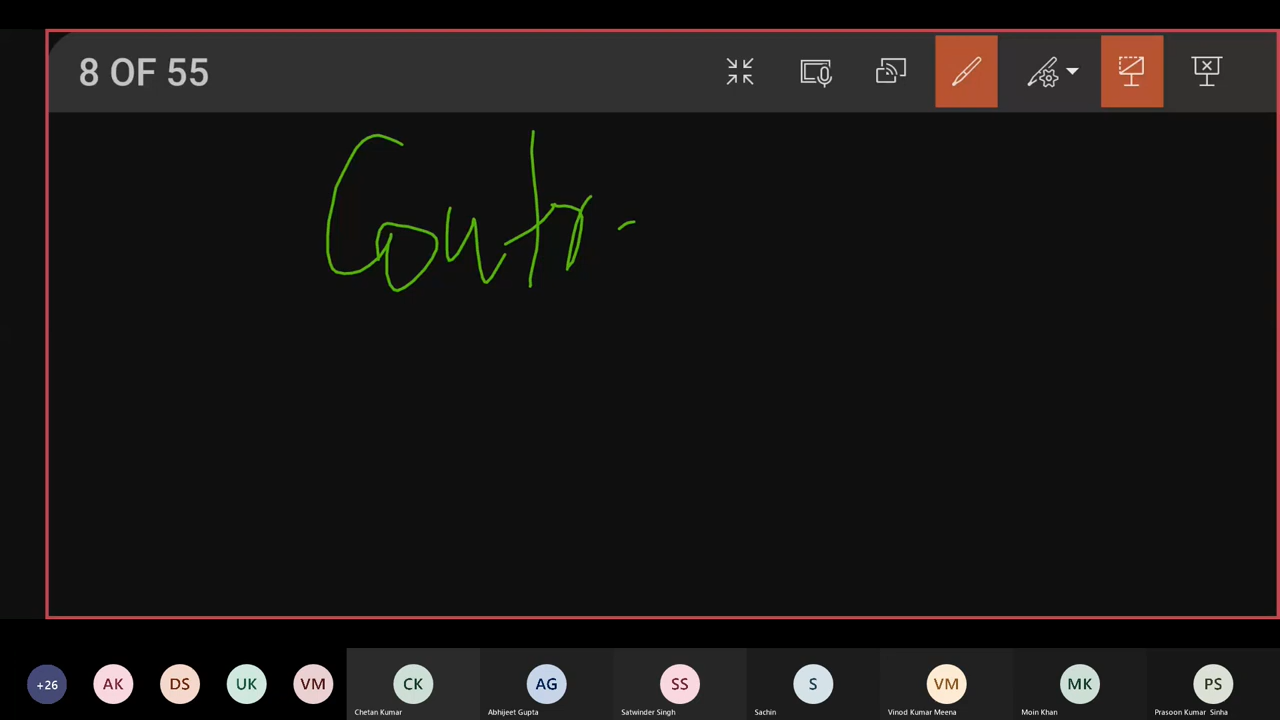 8 OF 55
Contr
+26 AK DS UK VM CK AG SS S VM MK PS
Chetan Kumar Abhijeet Gupta Satwinder Singh Sachin Vinod Kumar Meena Moin Khan Prasoon Kumar Sinha